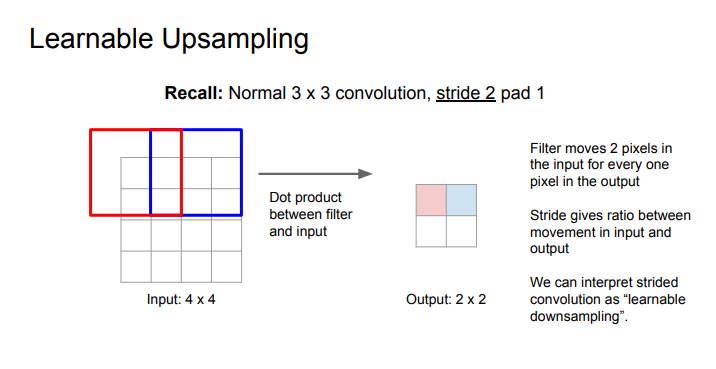 Learnable Upsampling
Recall: Normal 3 x 3 convolution, stride 2 pad 1
Dot product
between filter
and input
Input: 4 x 4
Output: 2 x 2
Filter moves 2 pixels in
the input for every one
pixel in the output
Stride gives ratio between
movement in input and
output
We can interpret strided
convolution as “learnable
downsampling”.